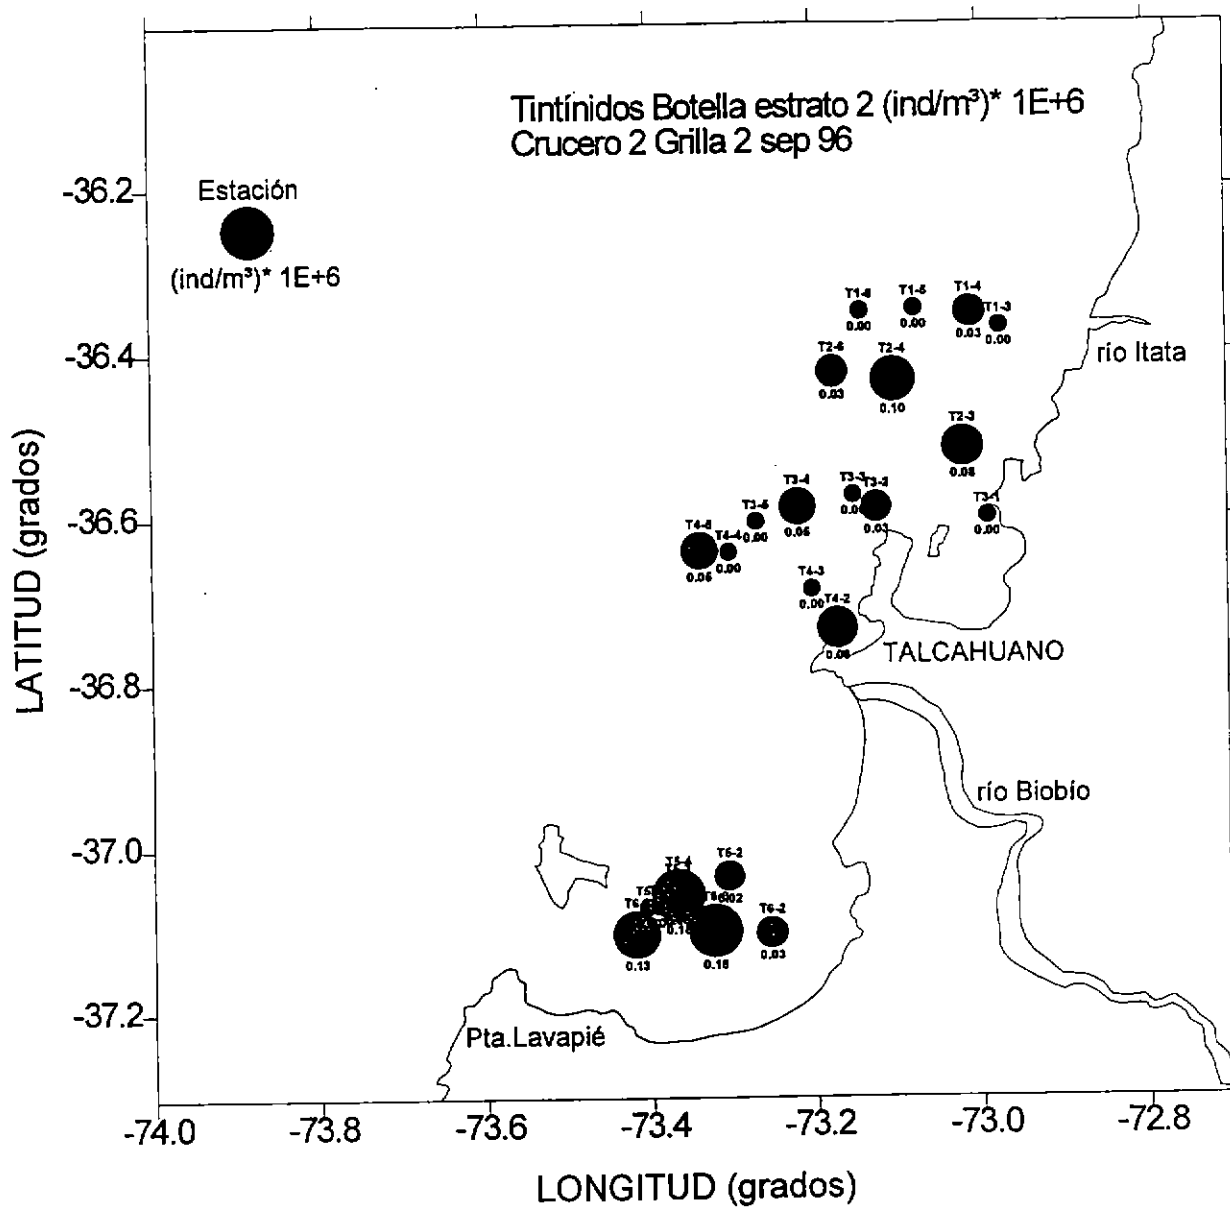 Tintínidos Botella estrato 2 (ind/m³)* 1E+6
Crucero 2 Grilla 2 sep 96
Estación
(ind/m³)* 1E+6
LATITUD (grados)
-36.2
-36.4
-36.6
-36.8
-37.0
-37.2
T1-6
0.00
T1-5
0.00
T1-4
0.03
T1-3
0.00
río Itata
T2-6
0.03
T2-4
0.10
T2-3
0.08
T3-5
0.00
T3-4
0.05
T3-3
T3-2
0.03
T3-1
0.00
0.05
T4-4
0.00
T4-3
0.00
T4-2
TALCAHUANO
río Biobío
T5-4
T5-2
0.13
T6-2
0.03
Pta.Lavapié
-74.0
-73.8
-73.6
-73.4
-73.2
-73.0
-72.8
LONGITUD (grados)